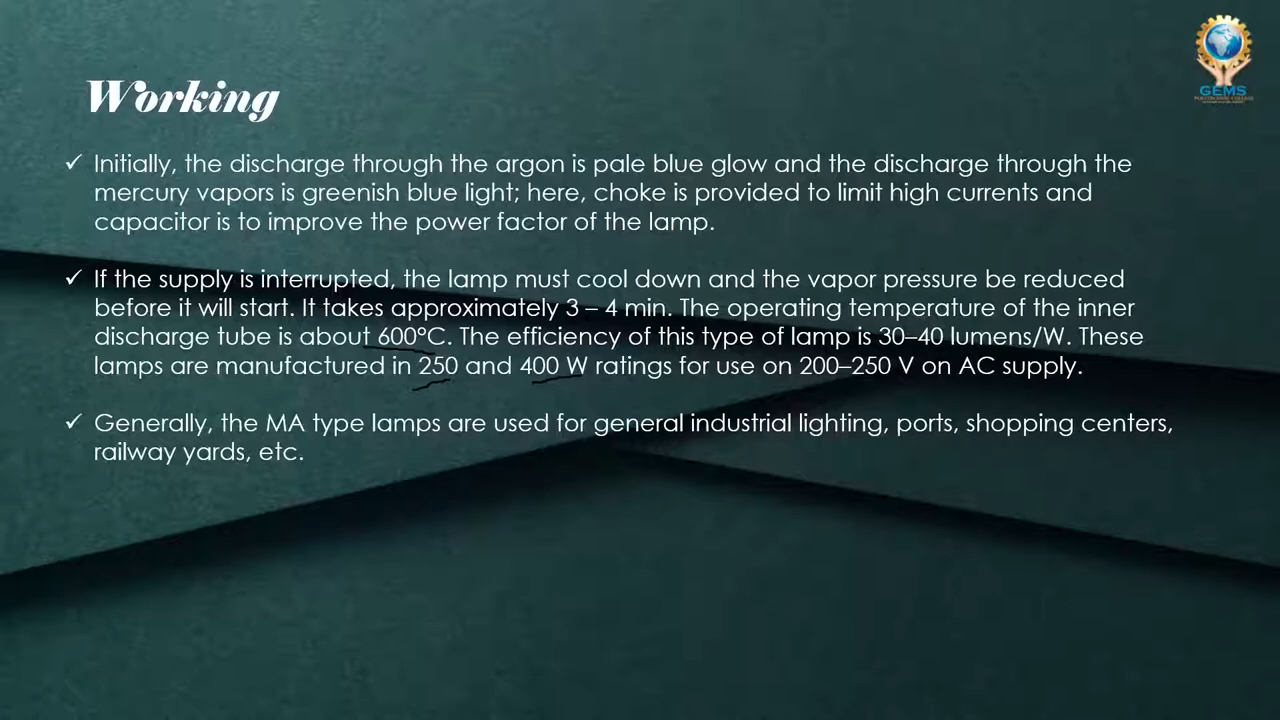 GEMS
Working
✓ Initially, the discharge through the argon is pale blue glow and the discharge through the
mercury vapors is greenish blue light; here, choke is provided to limit high currents and
capacitor is to improve the power factor of the lamp.
✓ If the supply is interrupted, the lamp must cool down and the vapor pressure be reduced
before it will start. It takes approximately 3 – 4 min. The operating temperature of the inner
discharge tube is about 600°C. The efficiency of this type of lamp is 30–40 lumens/W. These
lamps are manufactured in 250 and 400 W ratings for use on 200–250 V on AC supply.
✓ Generally, the MA type lamps are used for general industrial lighting, ports, shopping centers,
railway yards, etc.